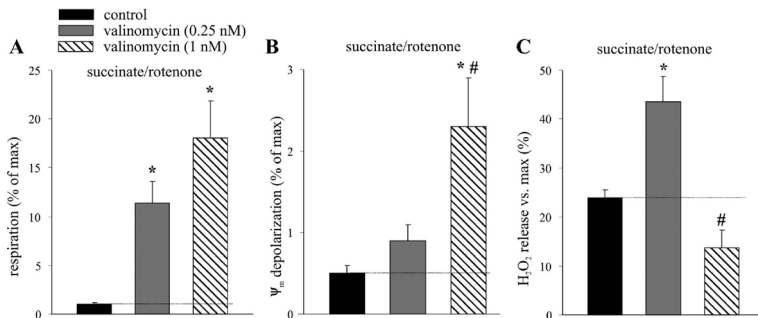 control
valinomycin (0.25 nM)
valinomycin (1 nM)
A
succinate/rotenone
respiration (% of max)
25
20
15
10
5
0
*
*
B
succinate/rotenone
Ψm depolarization (% of max)
3
2
1
0
* #
C
succinate/rotenone
H2O2 release vs. max (%)
50
40
30
20
10
0
*
#